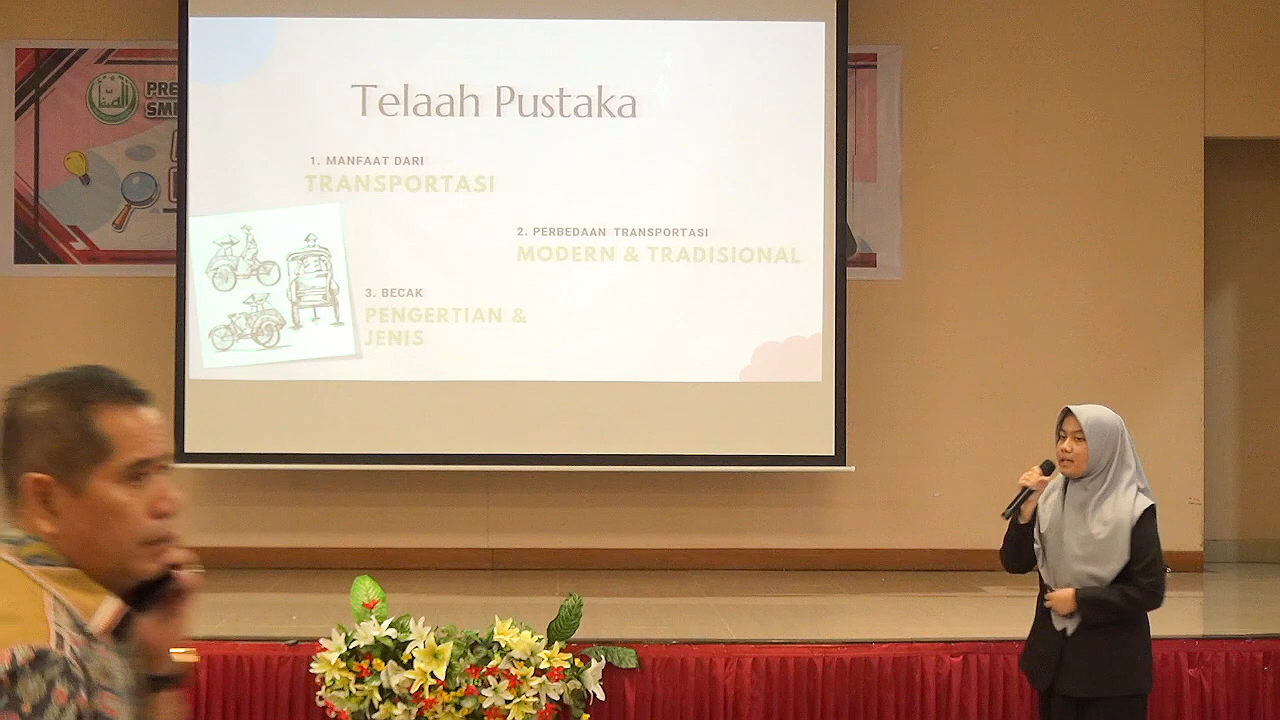 Telaah Pustaka
1. MANFAAT DARI
TRANSPORTASI
2. PERBEDAAN TRANSPORTASI
MODERN & TRADISIONAL
3. BECAK
PENGERTIAN &
JENIS